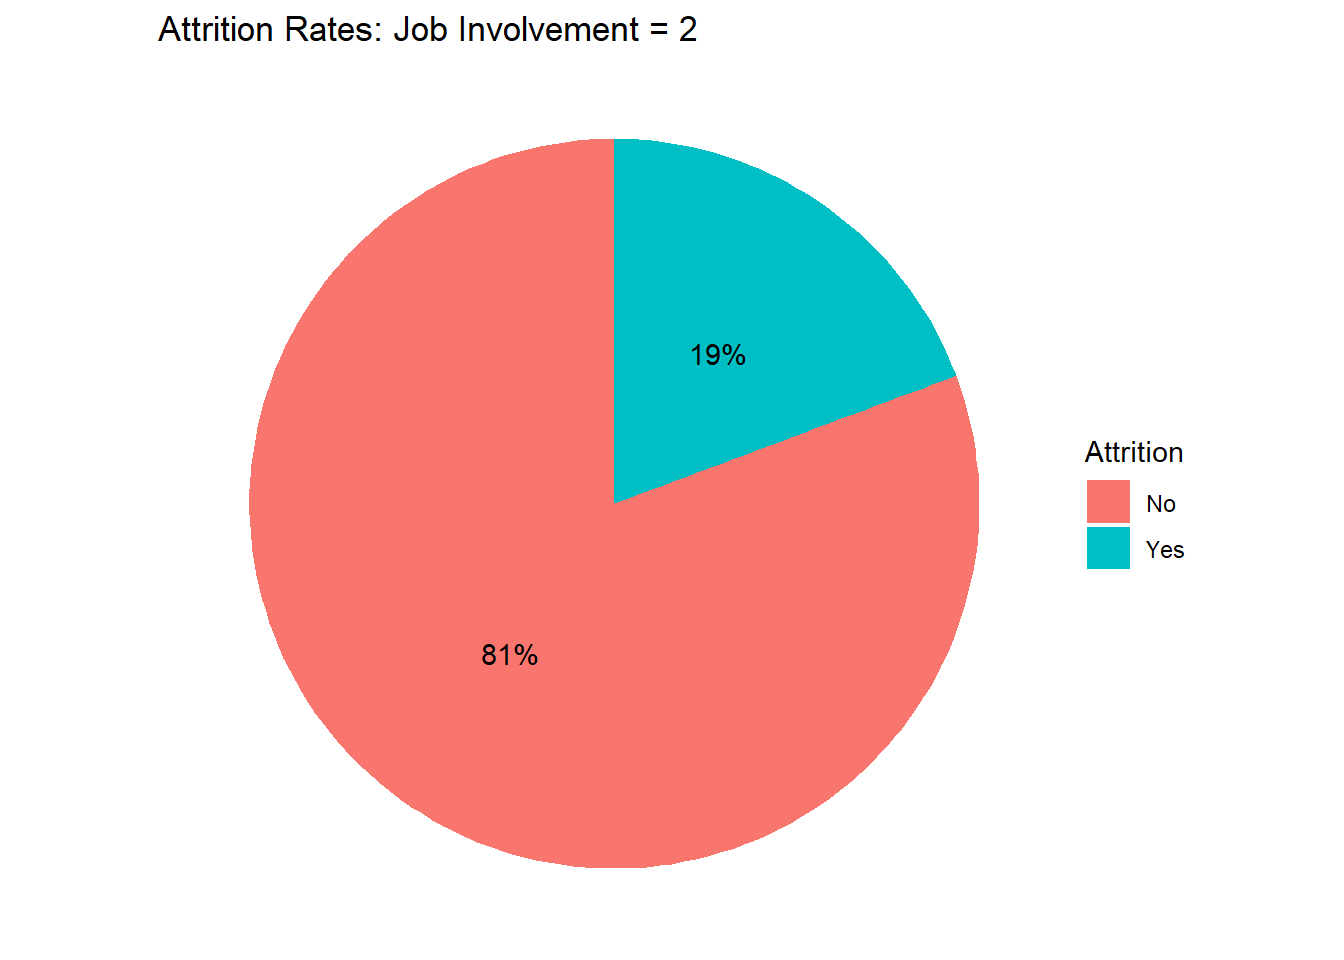 Attrition Rates: Job Involvement = 2
19%
81%
Attrition
No
Yes